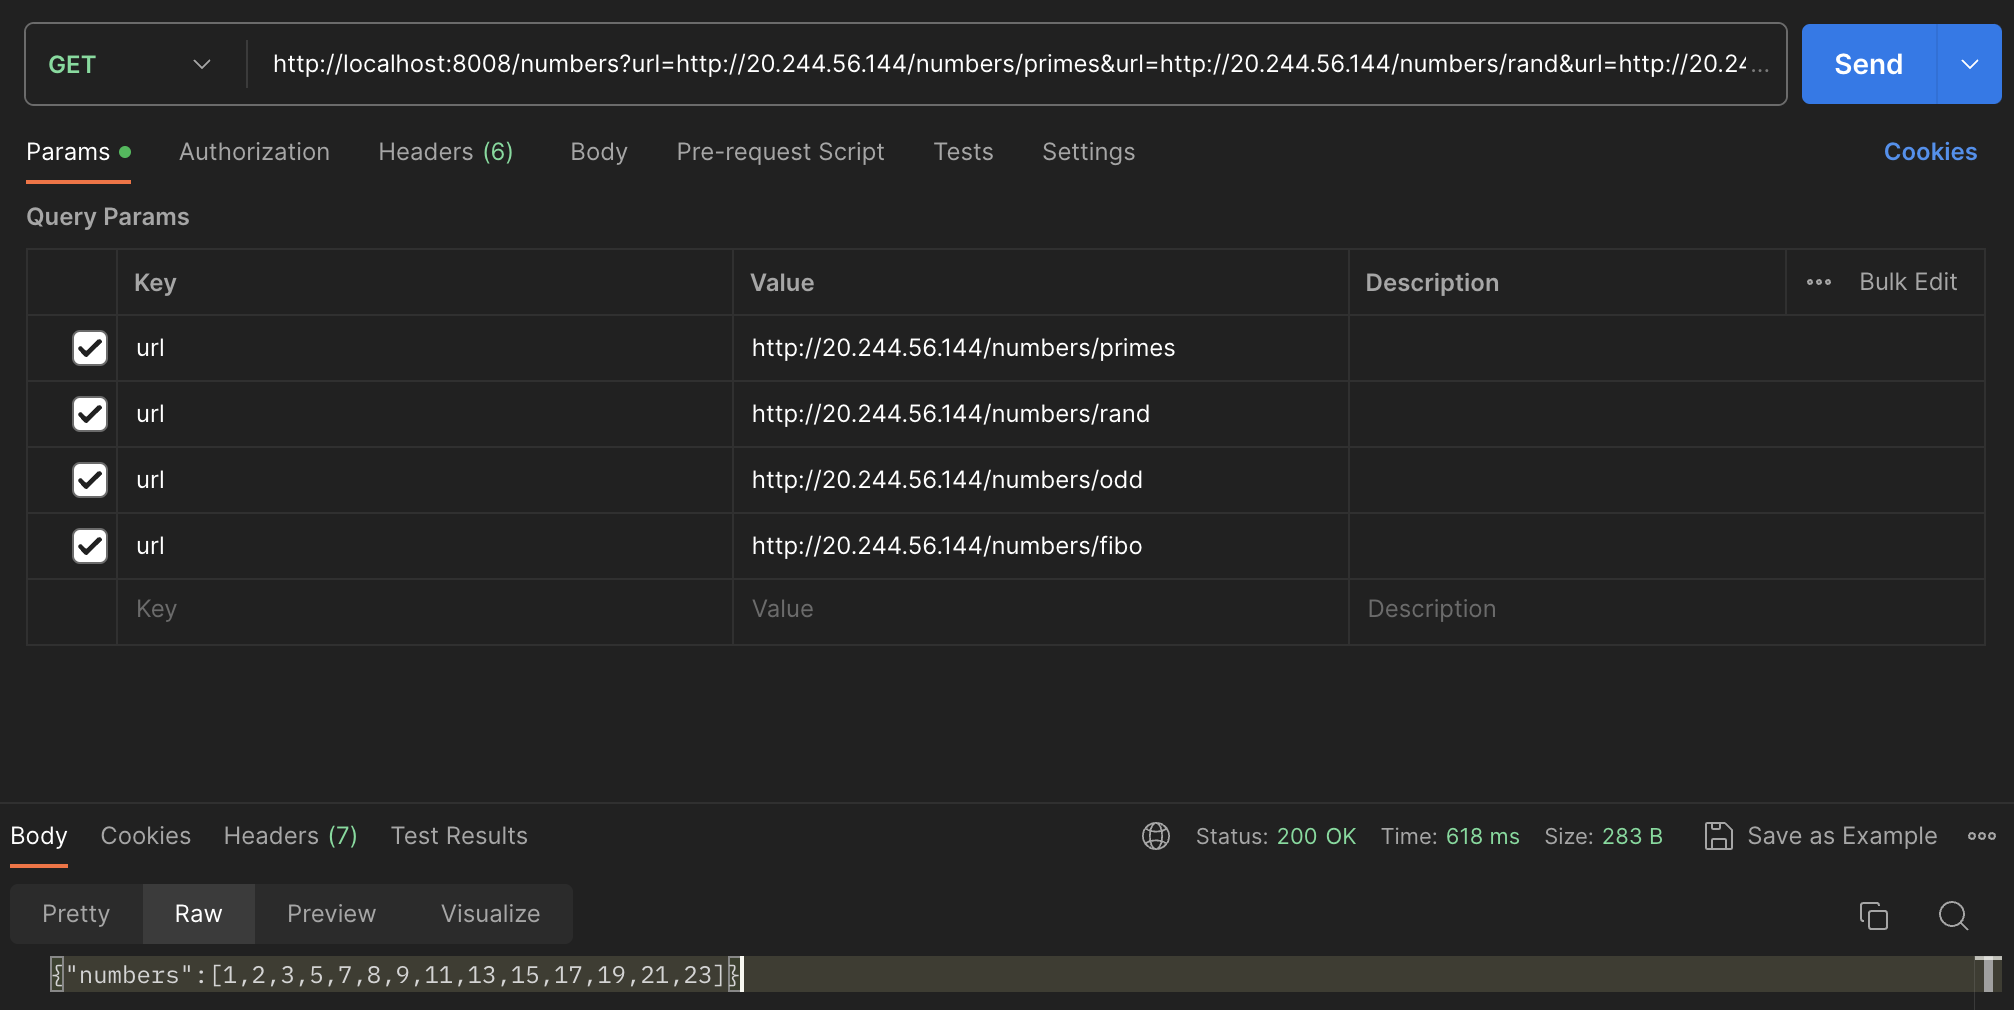 GET http://localhost:8008/numbers?url=http://20.244.56.144/numbers/primes&url=http://20.244.56.144/numbers/rand&url=http://20.24... Send
Params Authorization Headers (6) Body Pre-request Script Tests Settings Cookies
Query Params
Key Value Description Bulk Edit
url http://20.244.56.144/numbers/primes
url http://20.244.56.144/numbers/rand
url http://20.244.56.144/numbers/odd
url http://20.244.56.144/numbers/fibo
Key Value Description
Body Cookies Headers (7) Test Results Status: 200 OK Time: 618 ms Size: 283 B Save as Example
Pretty Raw Preview Visualize
{"numbers":[1,2,3,5,7,8,9,11,13,15,17,19,21,23]}